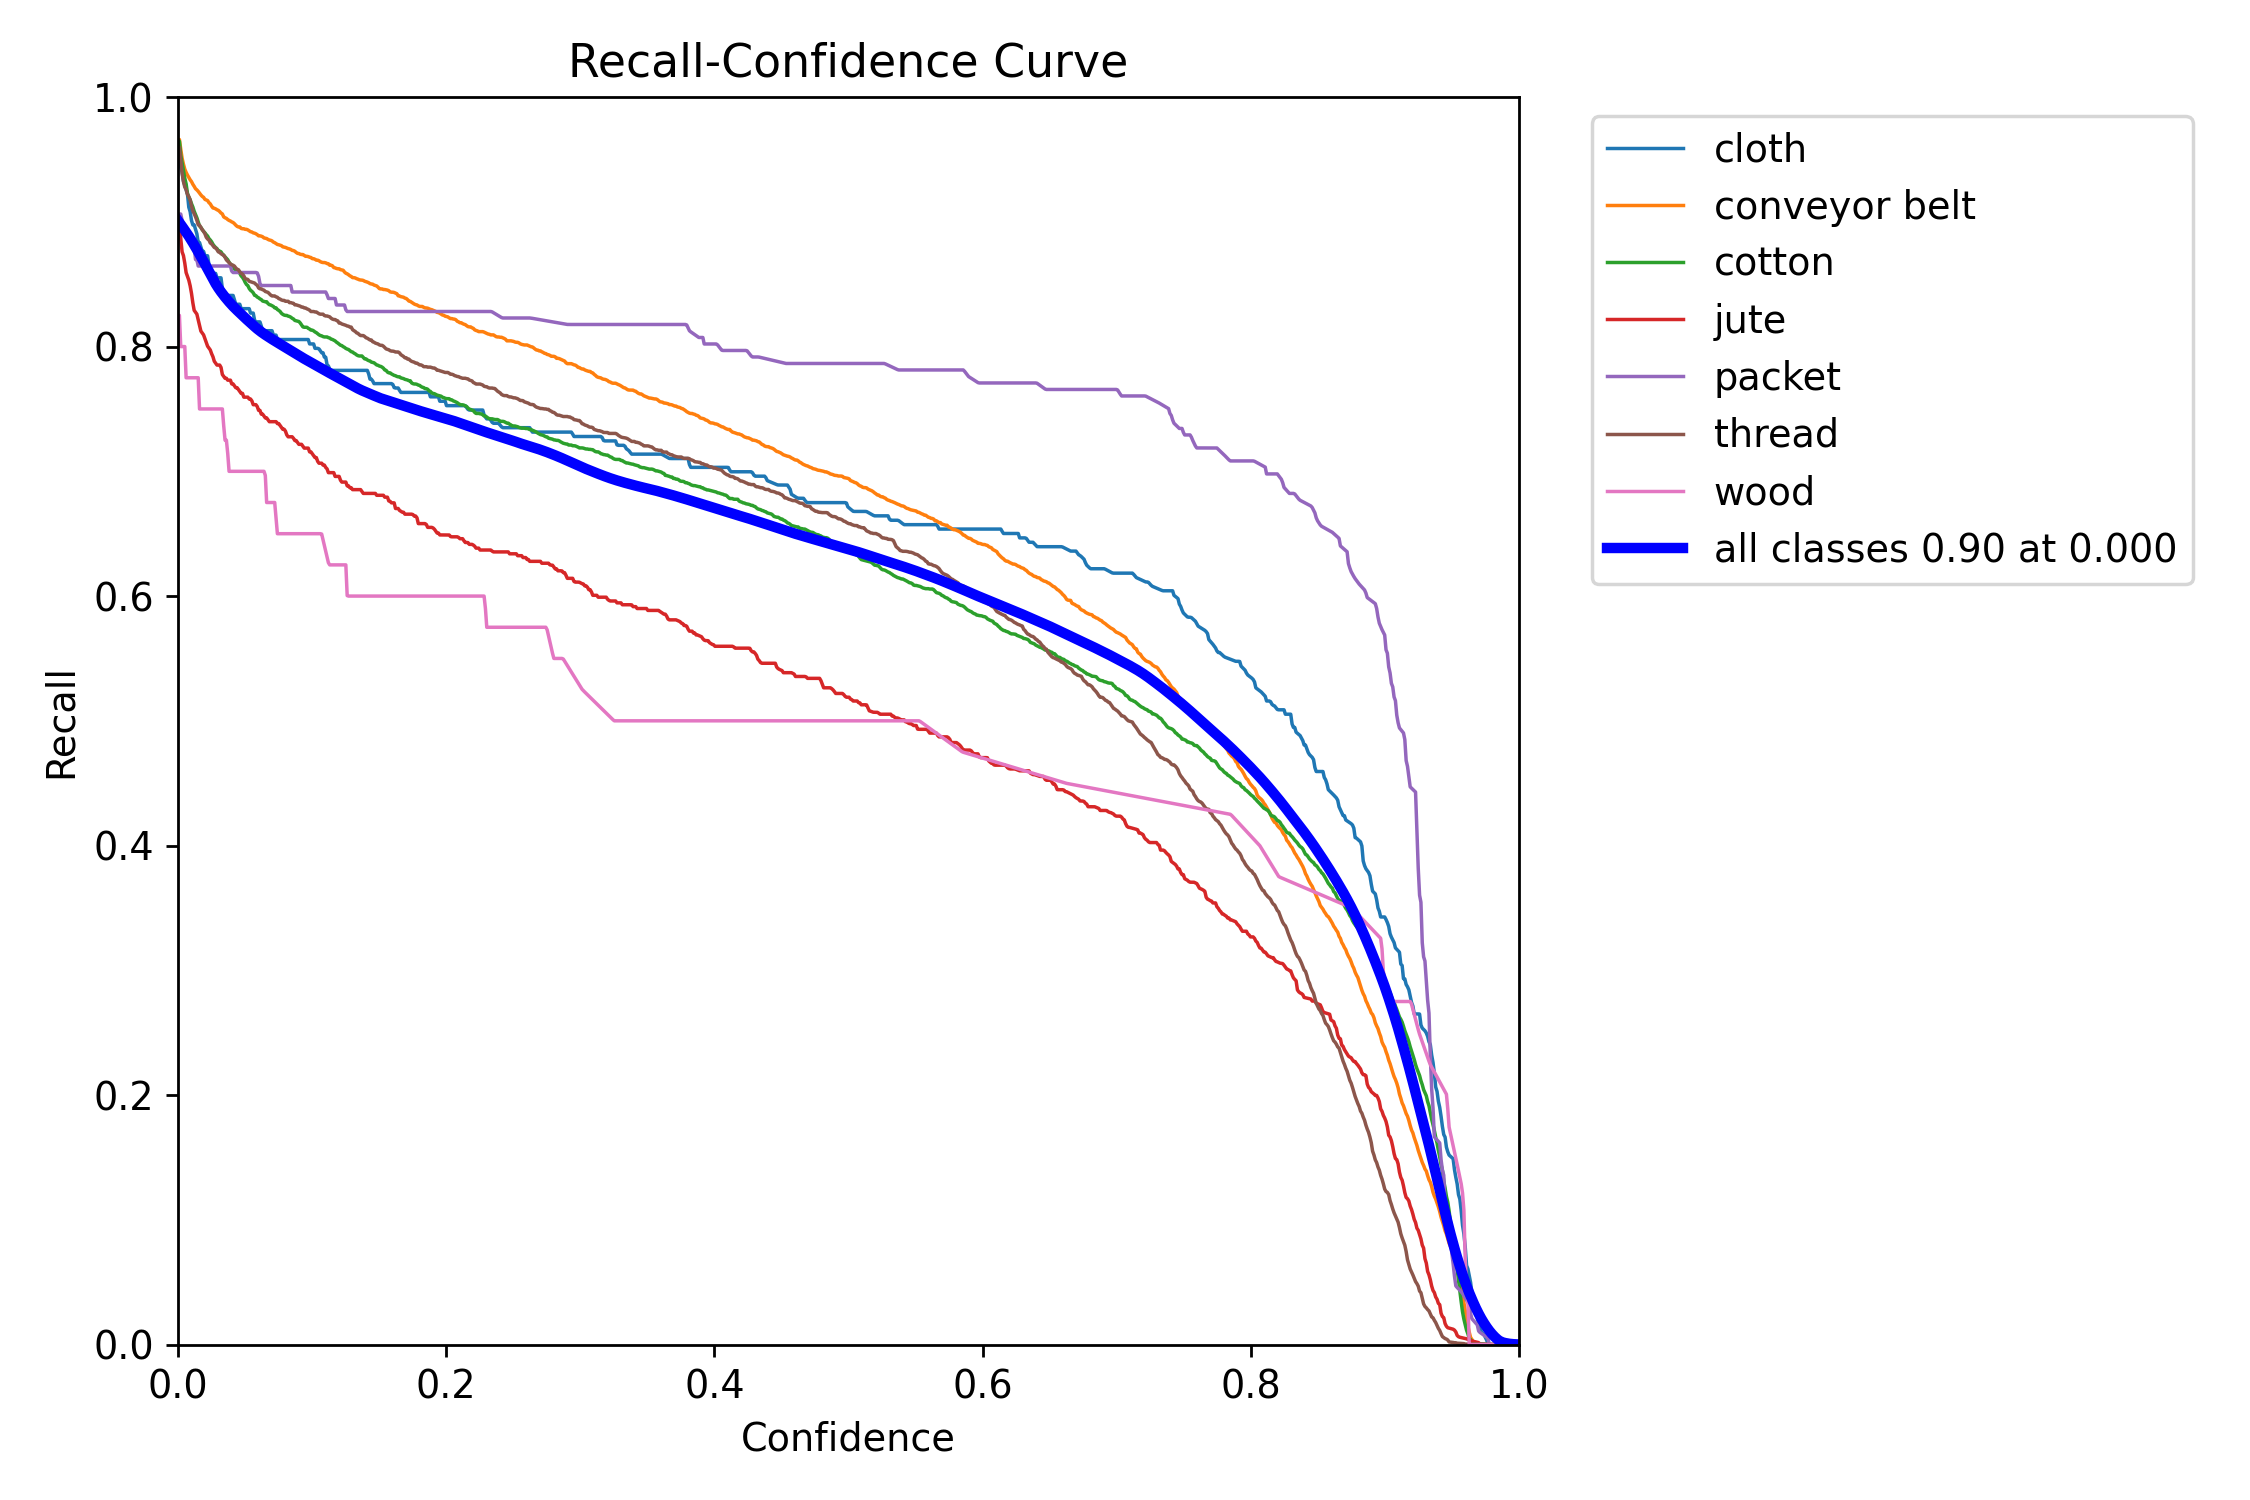 Recall-Confidence Curve
1.0
0.8
0.6
0.4
0.2
0.0
Recall
0.0 0.2 0.4 0.6 0.8 1.0
Confidence
cloth
conveyor belt
cotton
jute
packet
thread
wood
all classes 0.90 at 0.000